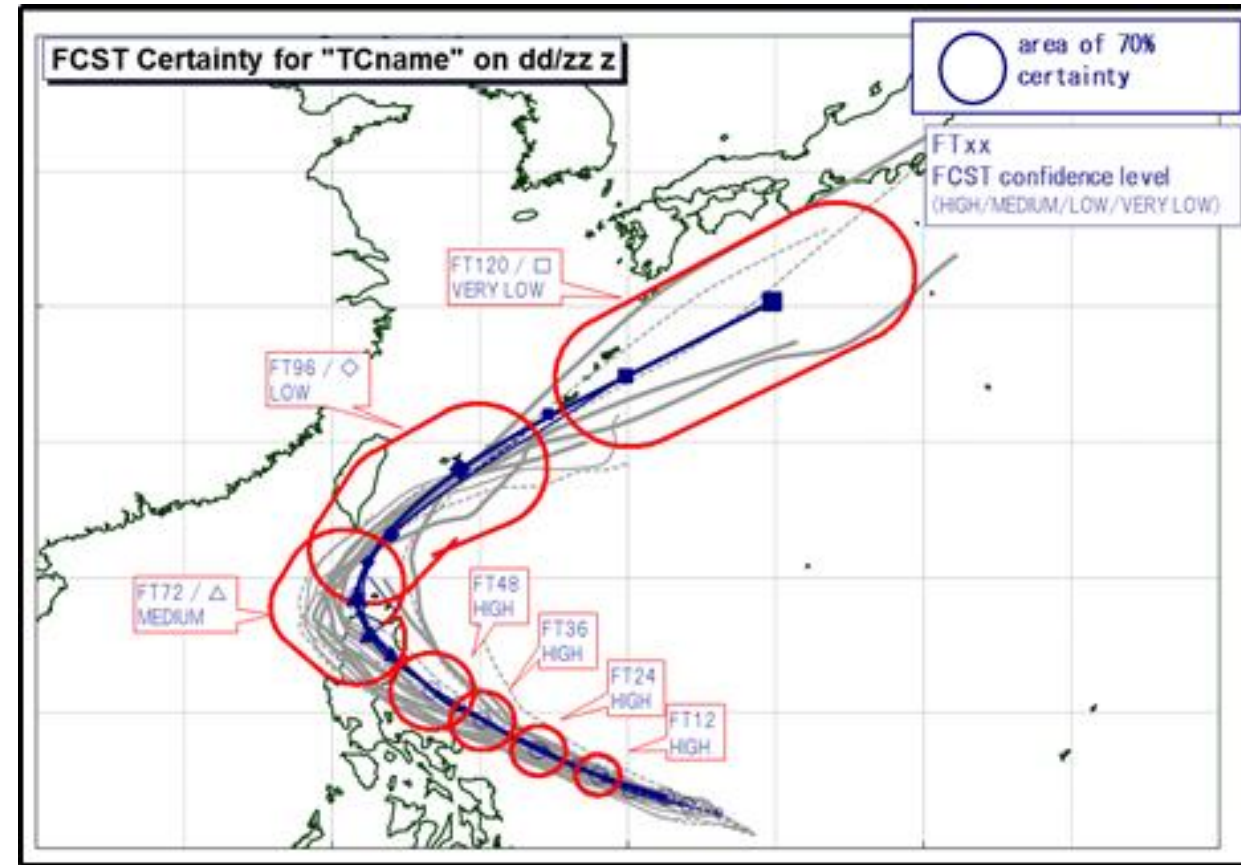 FCST Certainty for "TCname" on dd/zz z
area of 70%
certainty
FTxx
FCST confidence level
(HIGH/MEDIUM/LOW/VERY LOW)
FT120 / □
VERY LOW
FT96 / ◇
LOW
FT72 / △
MEDIUM
FT48
HIGH
FT36
HIGH
FT24
HIGH
FT12
HIGH